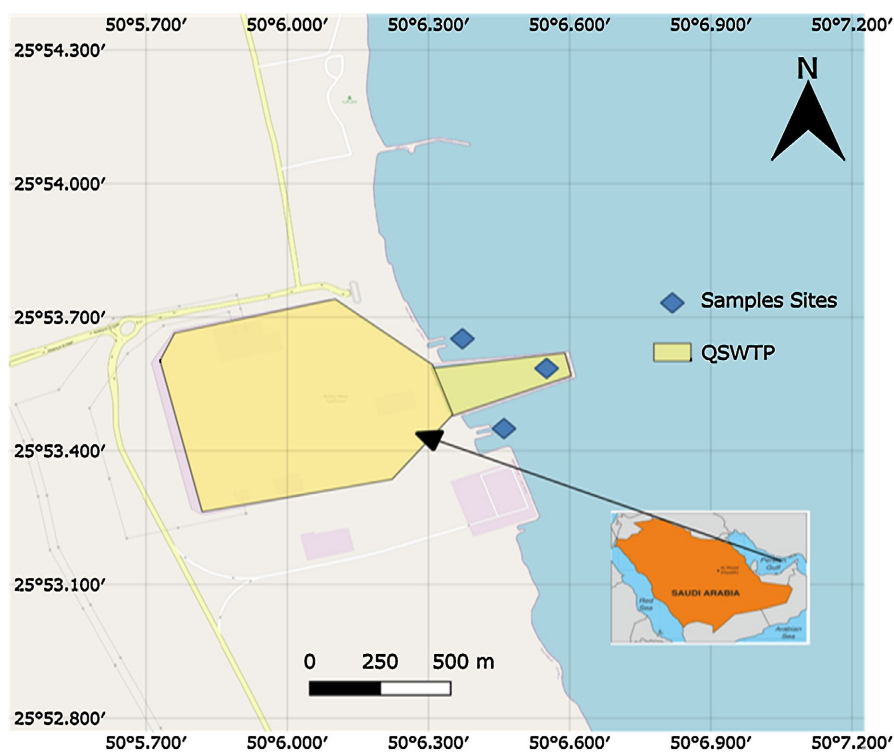 50°5.700′ 50°6.000′ 50°6.300′ 50°6.600′ 50°6.900′ 50°7.200′
25°54.300′
N
25°54.000′
Samples Sites
25°53.700′
QSWTP
25°53.400′
25°53.100′
Persian
Gulf
SAUDI ARABIA
Red
Sea
Arabian
Sea
0 250 500 m
25°52.800′
50°5.700′ 50°6.000′ 50°6.300′ 50°6.600′ 50°6.900′ 50°7.200′